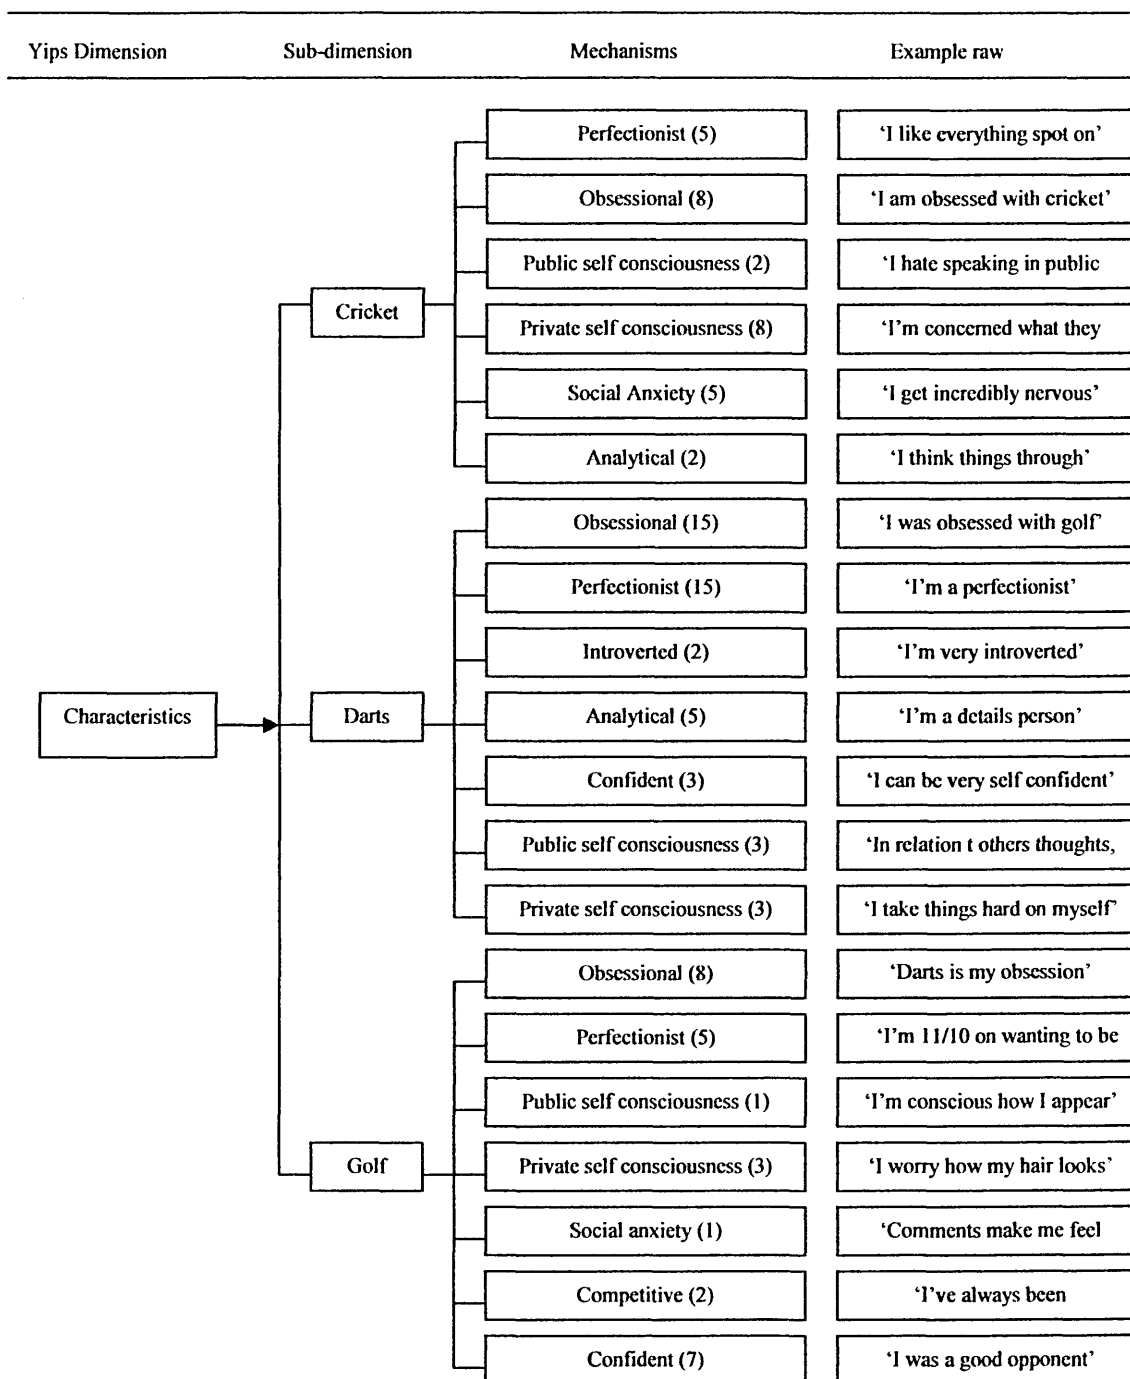 Yips Dimension Sub-dimension Mechanisms Example raw
Perfectionist (5) ‘I like everything spot on’
Obsessional (8) ‘I am obsessed with cricket’
Public self consciousness (2) ‘I hate speaking in public
Cricket
Private self consciousness (8) ‘I’m concerned what they
Social Anxiety (5) ‘I get incredibly nervous’
Analytical (2) ‘I think things through’
Obsessional (15) ‘I was obsessed with golf’
Perfectionist (15) ‘I’m a perfectionist’
Introverted (2) ‘I’m very introverted’
Characteristics Darts Analytical (5) ‘I’m a details person’
Confident (3) ‘I can be very self confident’
Public self consciousness (3) ‘In relation t others thoughts,
Private self consciousness (3) ‘I take things hard on myself’
Obsessional (8) ‘Darts is my obsession’
Perfectionist (5) ‘I’m 11/10 on wanting to be
Public self consciousness (1) ‘I’m conscious how I appear’
Golf Private self consciousness (3) ‘I worry how my hair looks’
Social anxiety (1) ‘Comments make me feel
Competitive (2) ‘I’ve always been
Confident (7) ‘I was a good opponent’